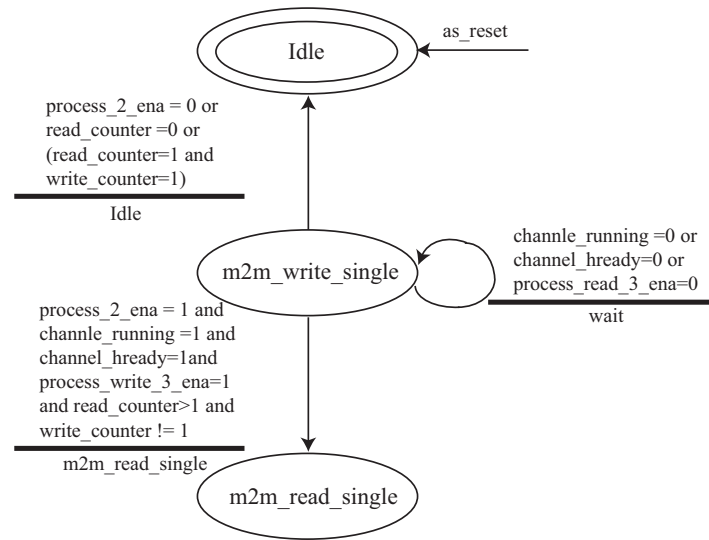 as_reset
Idle
process_2_ena = 0 or
read_counter =0 or
(read_counter=1 and
write_counter=1)
Idle
channle_running =0 or
channel_hready=0 or
process_read_3_ena=0
wait
m2m_write_single
process_2_ena = 1 and
channle_running =1 and
channel_hready=1and
process_write_3_ena=1
and read_counter>1 and
write_counter != 1
m2m_read_single
m2m_read_single